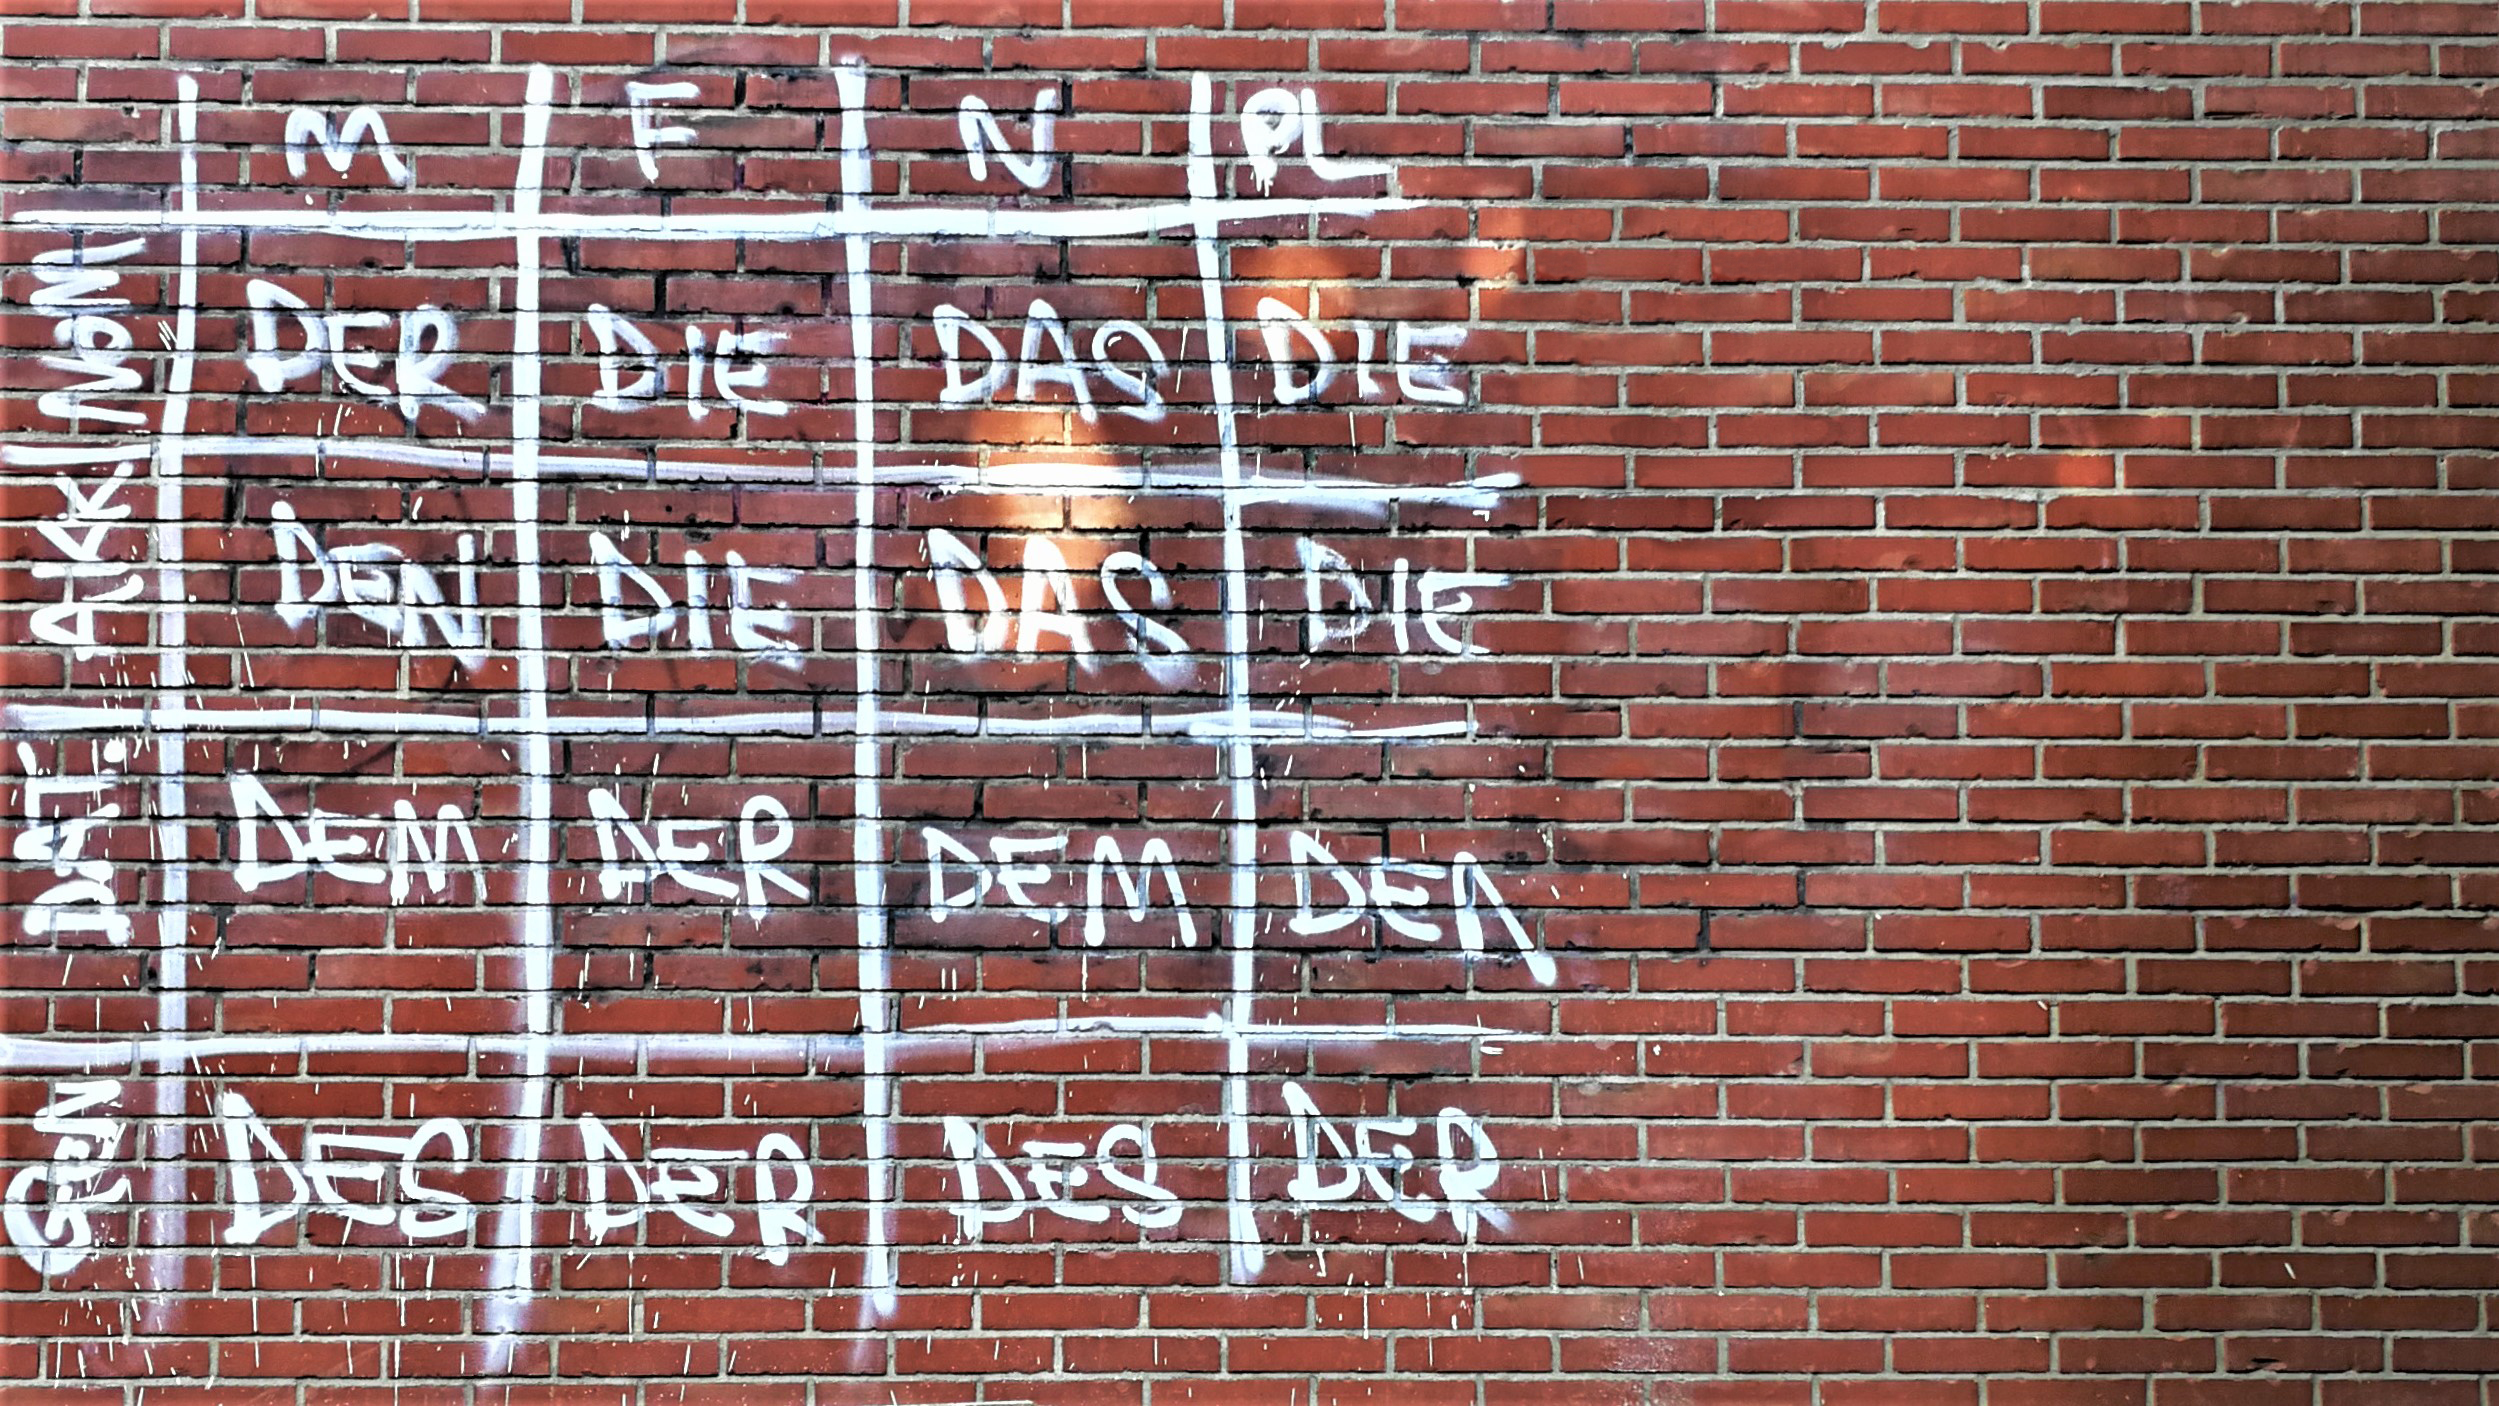 M F N PL
NOM DER DIE DAS DIE
AKK DEN DIE DAS DIE
DAT. DEM DER DEM DEN
GEN DES DER DES DER